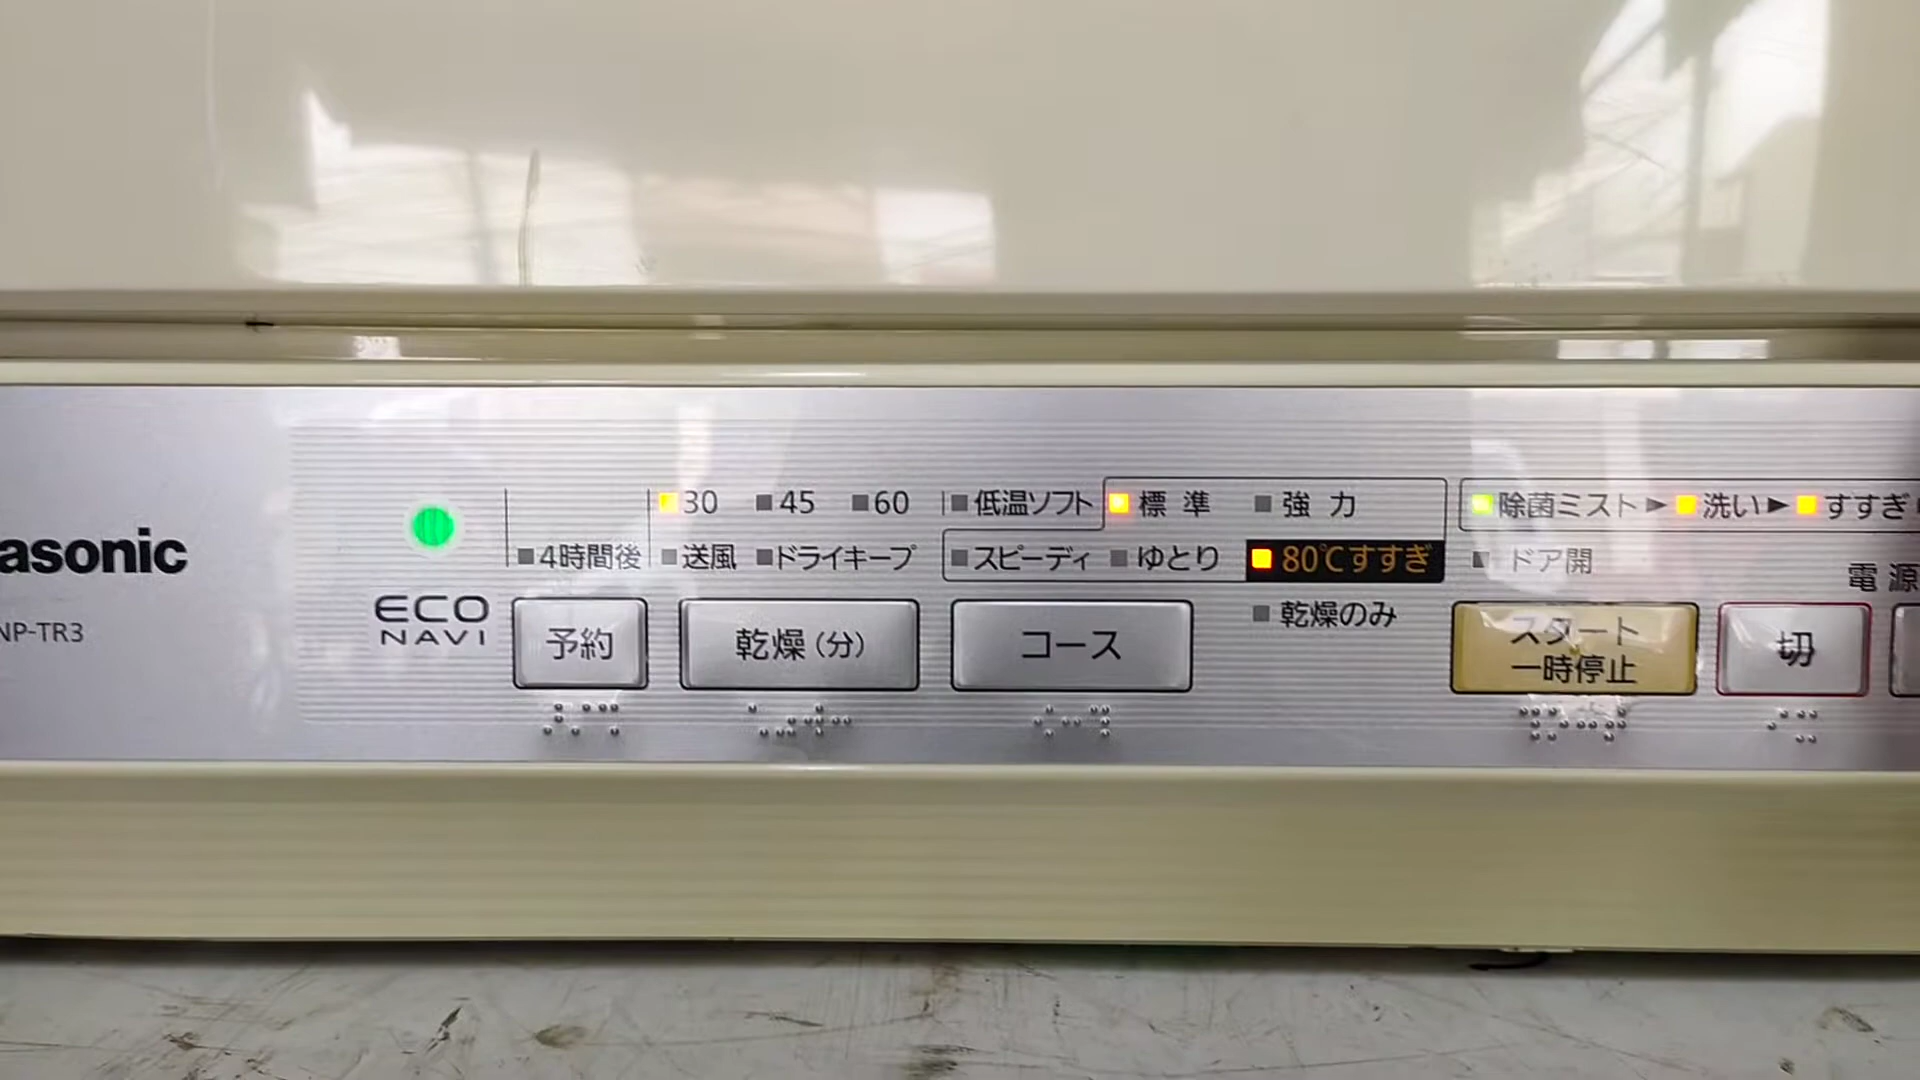 asonic
NP-TR3
ECO
NAVI
4時間後
30 45 60
送風 ドライキープ
低温ソフト 標準 強力
スピーディ ゆとり 80℃すすぎ
乾燥のみ
除菌ミスト▶洗い▶すすぎ
ドア開
電源
予約
乾燥(分)
コース
スタート
一時停止
切